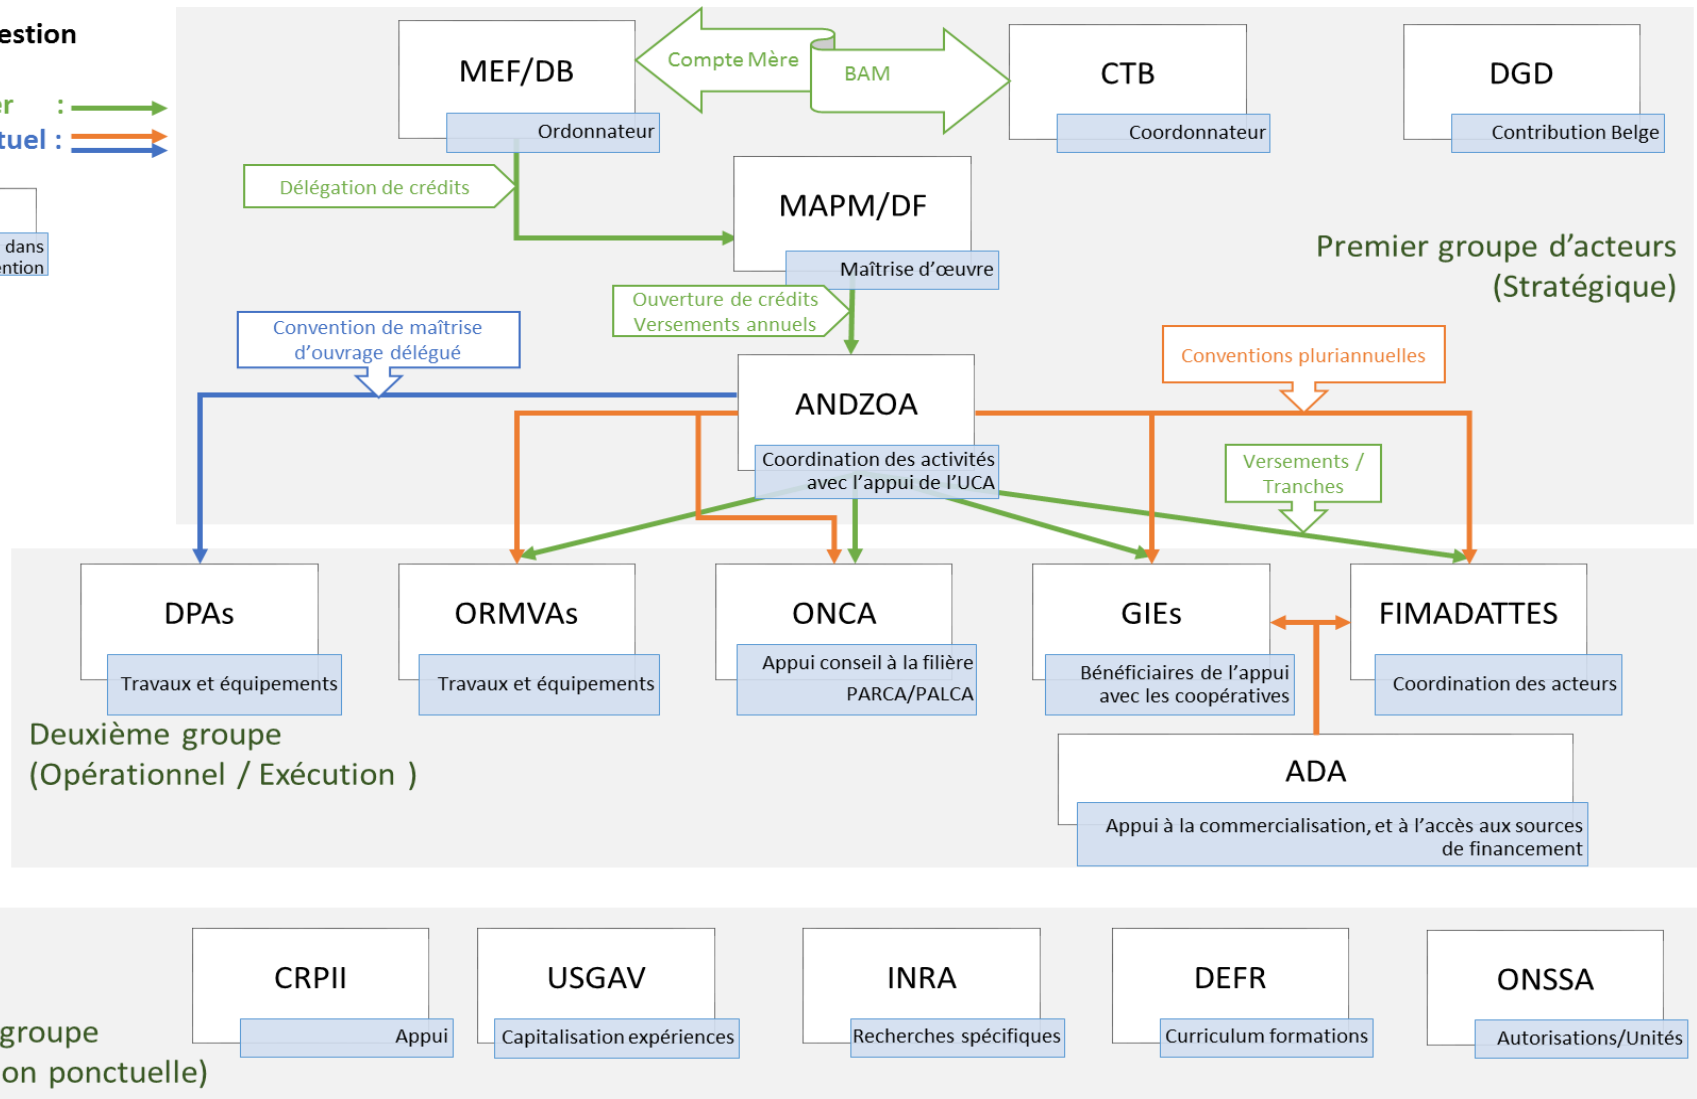 estion
er :
tuel :
dans
ention
MEF/DB
Ordonnateur
Compte Mère
BAM
CTB
Coordonnateur
DGD
Contribution Belge
Délégation de crédits
MAPM/DF
Maîtrise d’œuvre
Premier groupe d’acteurs
(Stratégique)
Ouverture de crédits
Versements annuels
Convention de maîtrise
d’ouvrage délégué
Conventions pluriannuelles
ANDZOA
Coordination des activités
avec l’appui de l’UCA
Versements /
Tranches
DPAs
Travaux et équipements
ORMVAs
Travaux et équipements
ONCA
Appui conseil à la filière
PARCA/PALCA
GIEs
Bénéficiaires de l’appui
avec les coopératives
FIMADATTES
Coordination des acteurs
Deuxième groupe
(Opérationnel / Exécution )
ADA
Appui à la commercialisation, et à l’accès aux sources
de financement
CRPII
Appui
USGAV
Capitalisation expériences
INRA
Recherches spécifiques
DEFR
Curriculum formations
ONSSA
Autorisations/Unités
groupe
on ponctuelle)